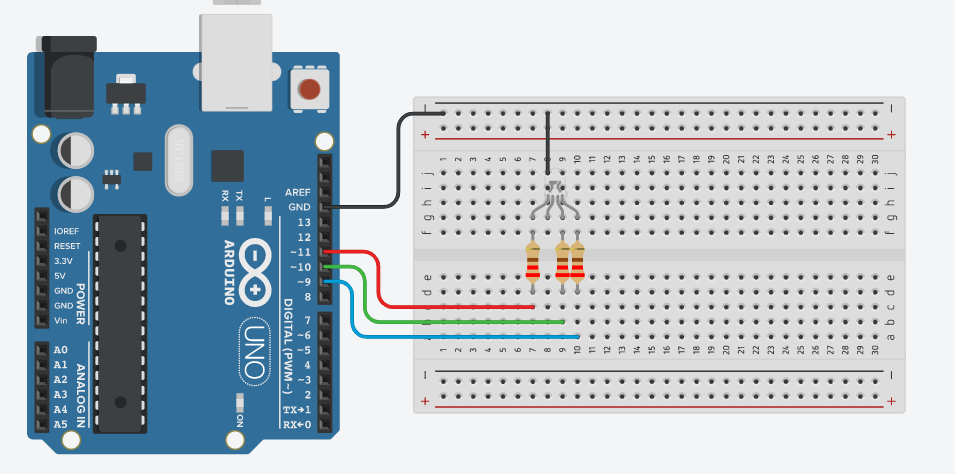 AREF
GND
13
12
~11
~10
~9
8
7
~6
~5
4
~3
2
TX→1
RX←0
DIGITAL (PWM~)
RX
TX
L
ARDUINO
UNO
ON
IOREF
RESET
3.3V
5V
GND
GND
Vin
POWER
A0
A1
A2
A3
A4
A5
ANALOG IN
− −
+ +
1 2 3 4 5 6 7 8 9 10 11 12 13 14 15 16 17 18 19 20 21 22 23 24 25 26 27 28 29 30
j j
i i
h h
g g
f f
e e
d d
c c
b b
a a
1 2 3 4 5 6 7 8 9 10 11 12 13 14 15 16 17 18 19 20 21 22 23 24 25 26 27 28 29 30
− −
+ +